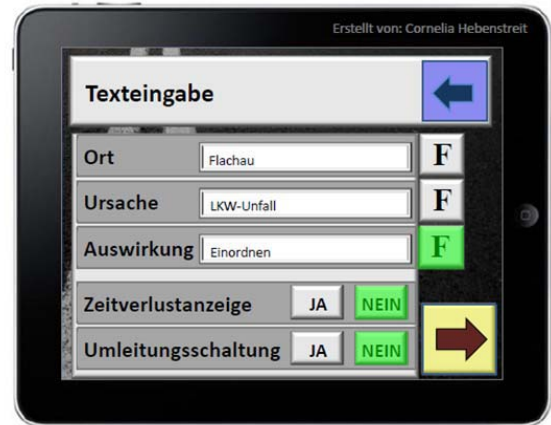 Erstellt von: Cornelia Hebenstreit
Texteingabe
Ort Flachau F
Ursache LKW-Unfall F
Auswirkung Einordnen F
Zeitverlustanzeige JA NEIN
Umleitungsschaltung JA NEIN